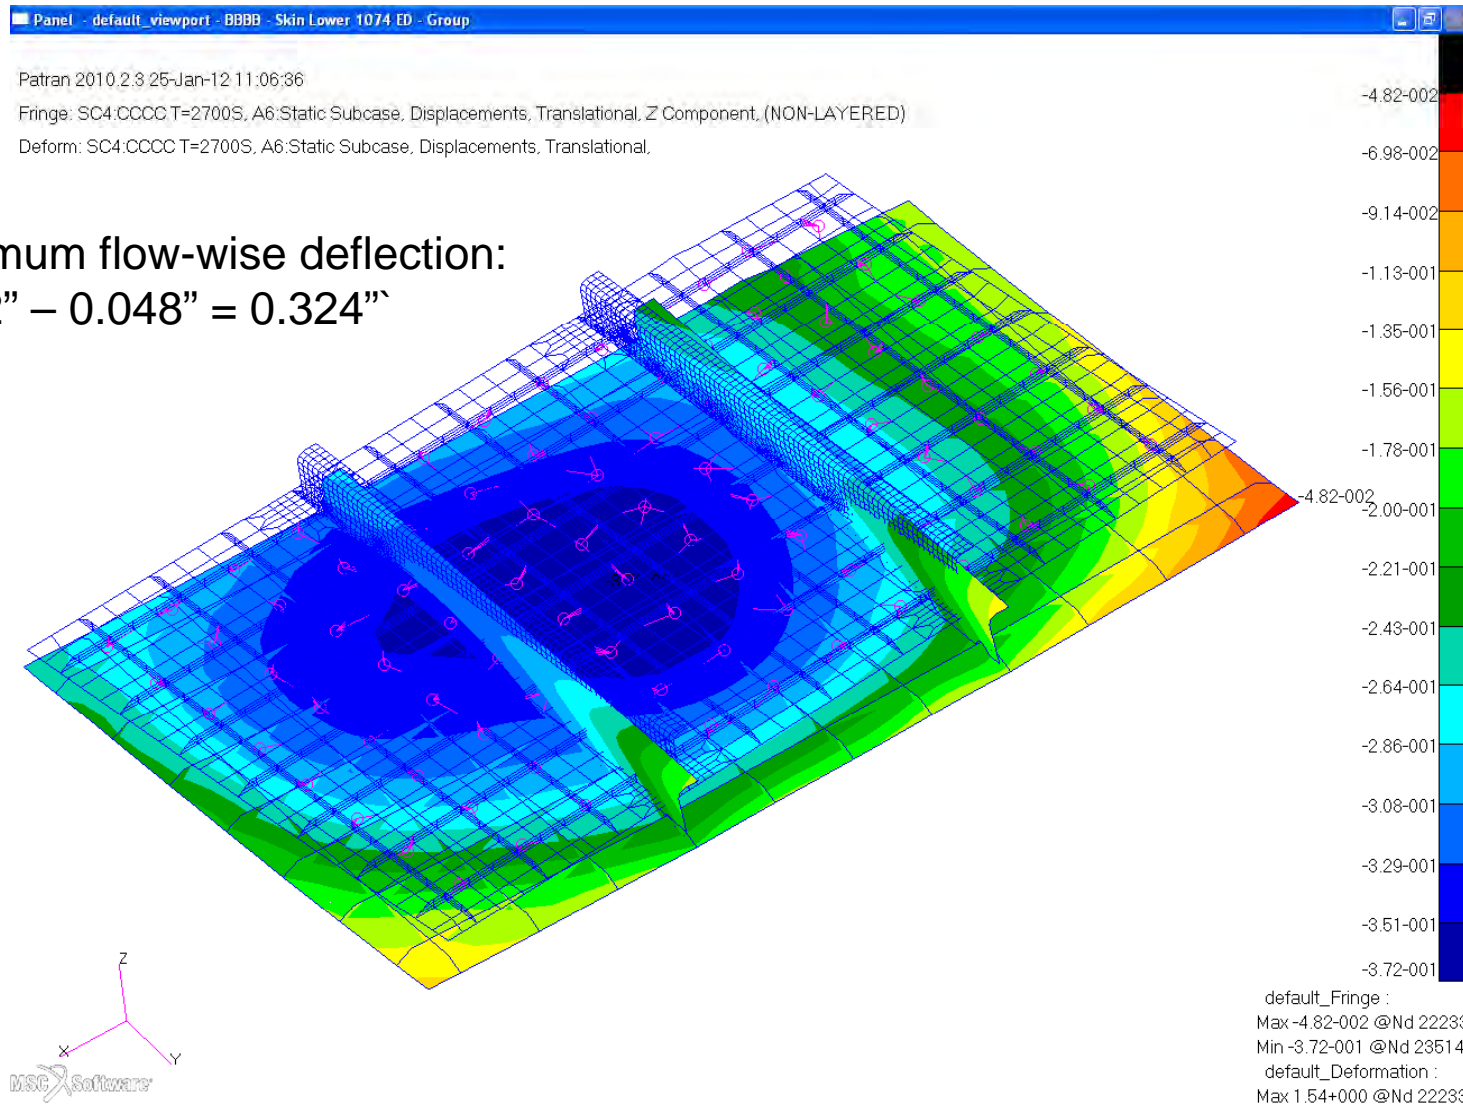 Panel - default_viewport - BBBB - Skin Lower 1074 ED - Group
Patran 2010.2.3 25-Jan-12 11:06:36
Fringe: SC4:CCCC T=2700S, A6:Static Subcase, Displacements, Translational, Z Component, (NON-LAYERED)
Deform: SC4:CCCC T=2700S, A6:Static Subcase, Displacements, Translational,
mum flow-wise deflection:
2” – 0.048” = 0.324”`
-4.82-002
-6.98-002
-9.14-002
-1.13-001
-1.35-001
-1.56-001
-1.78-001
-4.82-002
-2.00-001
-2.21-001
-2.43-001
-2.64-001
-2.86-001
-3.08-001
-3.29-001
-3.51-001
-3.72-001
Z
X
Y
MSC Software
default_Fringe :
Max -4.82-002 @Nd 22233
Min -3.72-001 @Nd 23514
default_Deformation :
Max 1.54+000 @Nd 22233